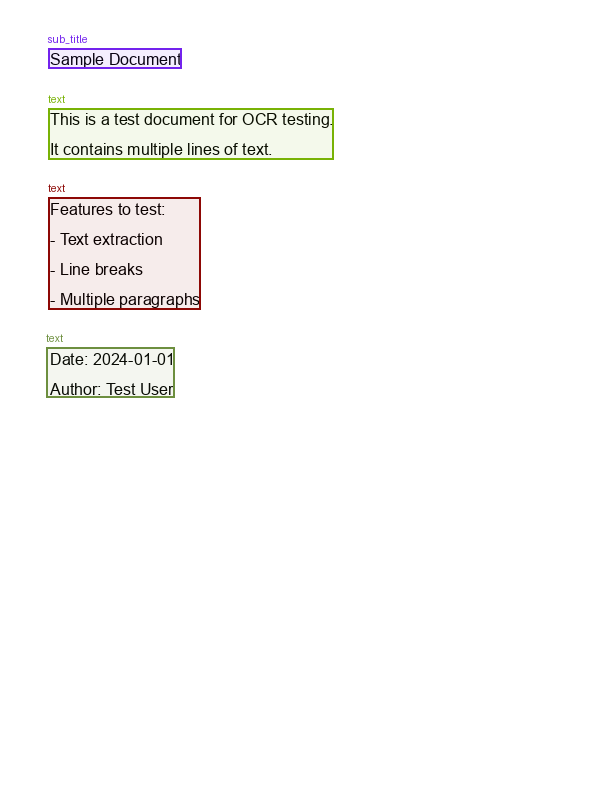 sub_title
Sample Document
text
This is a test document for OCR testing.
It contains multiple lines of text.
text
Features to test:
- Text extraction
- Line breaks
- Multiple paragraphs
text
Date: 2024-01-01
Author: Test User